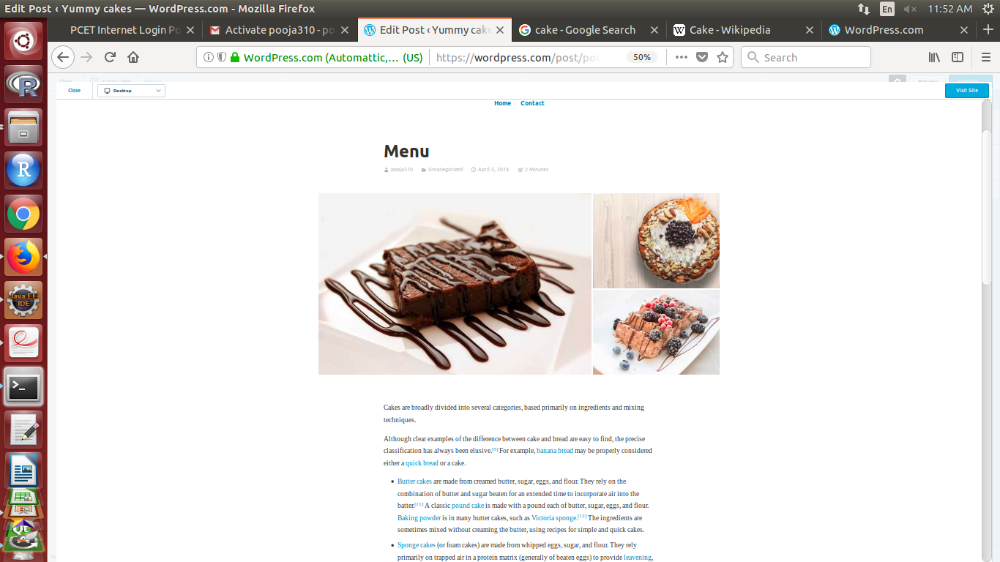 Edit Post ‹ Yummy cakes — WordPress.com - Mozilla Firefox
En
11:52 AM
PCET Internet Login Po
Activate pooja310 - po
Edit Post ‹ Yummy cake
cake - Google Search
Cake - Wikipedia
WordPress.com
WordPress.com (Automattic,... (US)
https://wordpress.com/post/poo
50%
Search
Close
Desktop
Visit Site
Home
Contact
Menu
pooja310
Uncategorized
April 5, 2018
2 Minutes
Cakes are broadly divided into several categories, based primarily on ingredients and mixing
techniques.
Although clear examples of the difference between cake and bread are easy to find, the precise
classification has always been elusive.[5] For example, banana bread may be properly considered
either a quick bread or a cake.
• Butter cakes are made from creamed butter, sugar, eggs, and flour. They rely on the
combination of butter and sugar beaten for an extended time to incorporate air into the
batter.[11] A classic pound cake is made with a pound each of butter, sugar, eggs, and flour.
Baking powder is in many butter cakes, such as Victoria sponge.[12] The ingredients are
sometimes mixed without creaming the butter, using recipes for simple and quick cakes.
• Sponge cakes (or foam cakes) are made from whipped eggs, sugar, and flour. They rely
primarily on trapped air in a protein matrix (generally of beaten eggs) to provide leavening,
R
R
Java EE
IDE